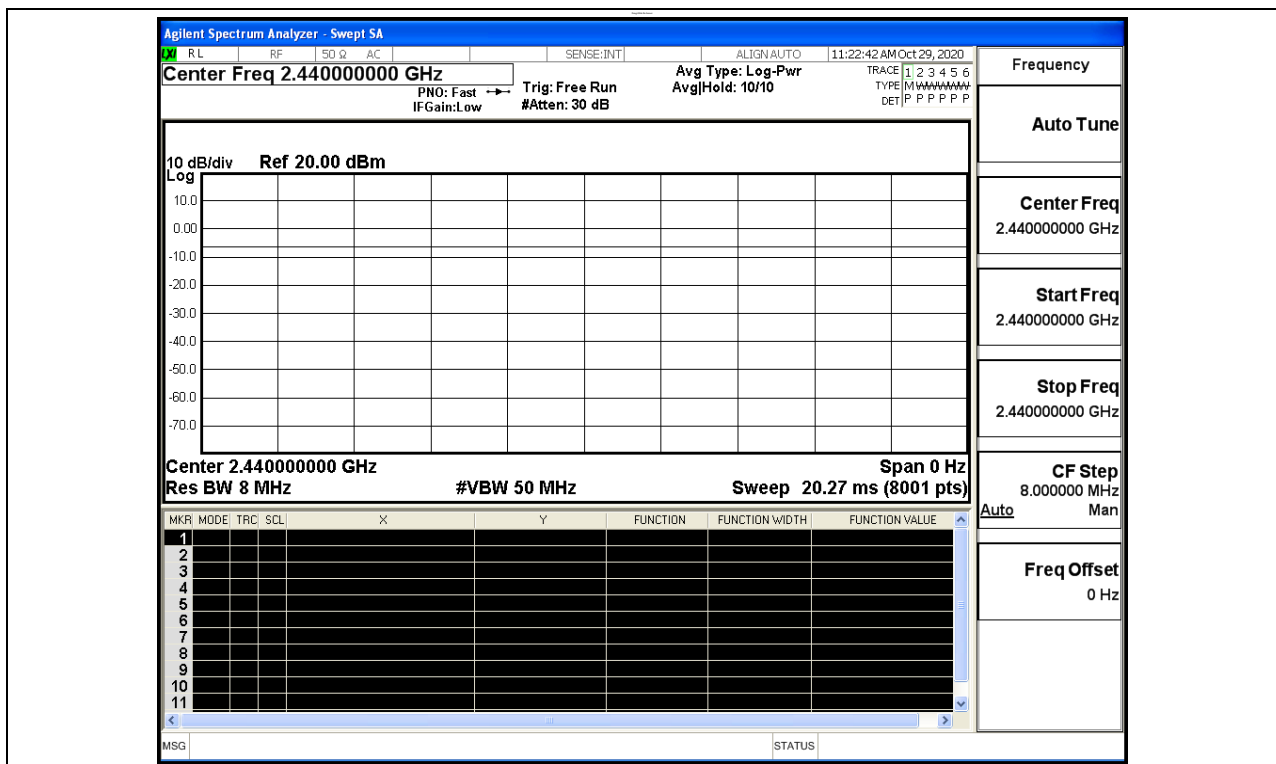 Agilent Spectrum Analyzer - Swept SA
LXI RL RF 50 Ω AC SENSE:INT ALIGN AUTO 11:22:42 AM Oct 29, 2020
Center Freq 2.440000000 GHz
PNO: Fast
IFGain:Low
Trig: Free Run
#Atten: 30 dB
Avg Type: Log-Pwr
Avg|Hold: 10/10
TRACE 1 2 3 4 5 6
TYPE MWWWWW
DET P P P P P P
10 dB/div Ref 20.00 dBm
Log
10.0
0.00
-10.0
-20.0
-30.0
-40.0
-50.0
-60.0
-70.0
Center 2.440000000 GHz Span 0 Hz
Res BW 8 MHz #VBW 50 MHz Sweep 20.27 ms (8001 pts)
MKR MODE TRC SCL X Y FUNCTION FUNCTION WIDTH FUNCTION VALUE
1
2
3
4
5
6
7
8
9
10
11
MSG STATUS
Frequency
Auto Tune
Center Freq
2.440000000 GHz
Start Freq
2.440000000 GHz
Stop Freq
2.440000000 GHz
CF Step
8.000000 MHz
Auto Man
Freq Offset
0 Hz